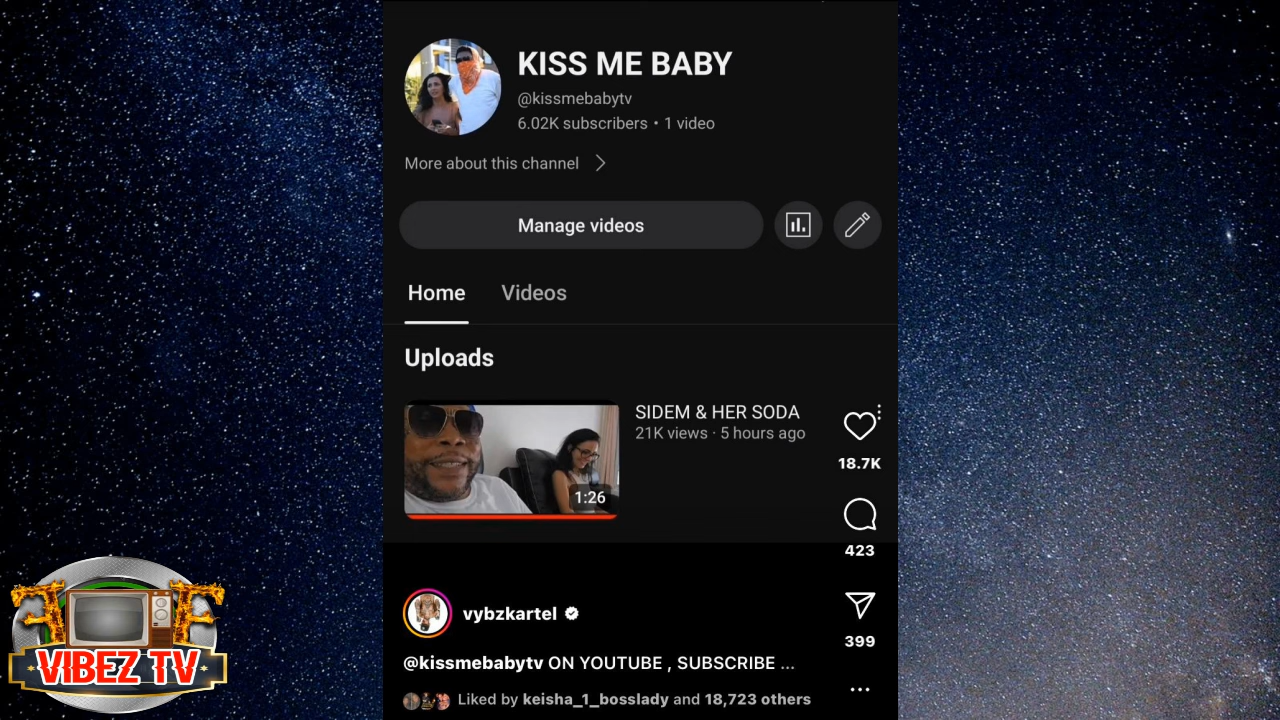 KISS ME BABY
@kissmebabytv
6.02K subscribers • 1 video
More about this channel
Manage videos
Home Videos
Uploads
SIDEM & HER SODA
21K views · 5 hours ago
1:26
18.7K
423
vybzkartel
399
@kissmebabytv ON YOUTUBE , SUBSCRIBE ...
Liked by keisha_1_bosslady and 18,723 others
VIBEZ TV